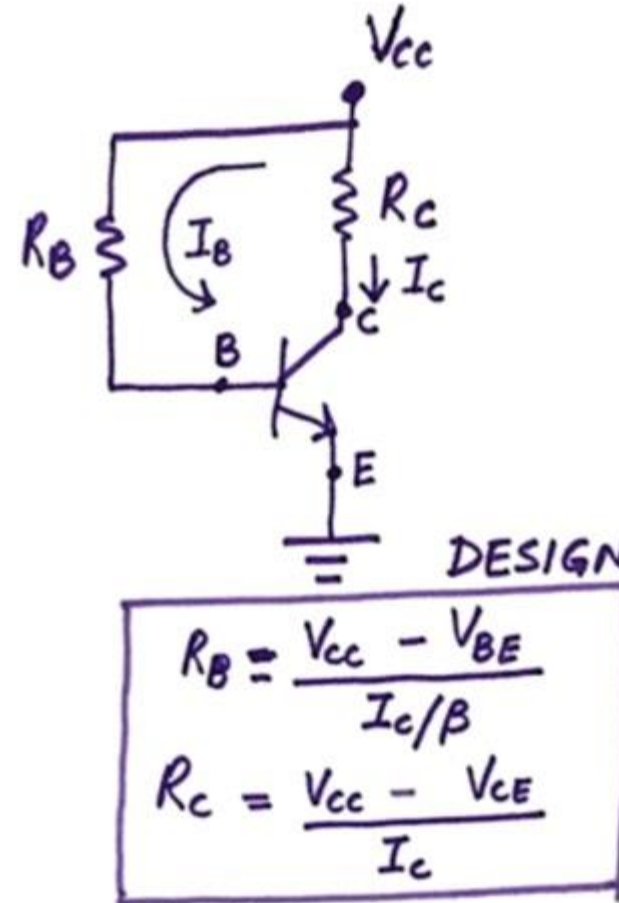 Vcc
RB
IB
Rc
Ic
C
B
E
DESIGN
RB = Vcc - VBE
Ic/β
Rc = Vcc - VCE
Ic